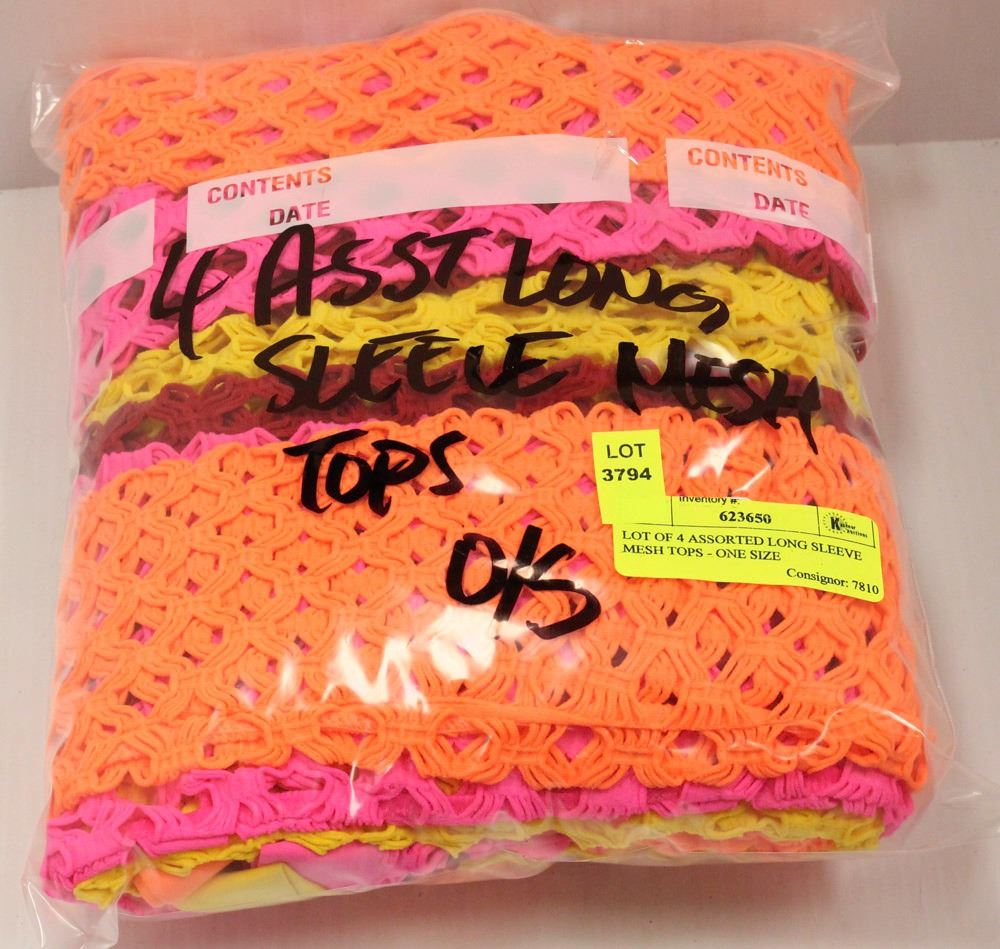 CONTENTS
DATE
CONTENTS
DATE
4 ASST LONG
SLEEVE MESH
TOPS
O/S
LOT
3794
Inventory #:
623650
LOT OF 4 ASSORTED LONG SLEEVE
MESH TOPS - ONE SIZE
Consignor: 7810